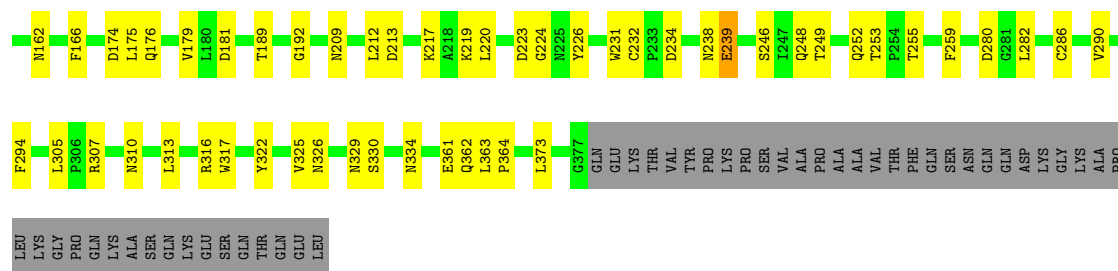 N162 F166 D174 L175 Q176 V179 L180 D181 T189 G192 N209 L212 D213 K217 A218 K219 L220 D223 G224 N225 Y226 W231 C232 P233 D234 N238 E239 S246 I247 Q248 T249 Q252 T253 P254 T255 F259 D280 G281 L282 C286 V290
F294 L305 P306 R307 N310 L313 R316 W317 Y322 V325 N326 N329 S330 N334 E361 Q362 L363 P364 L373 G377 GLN GLU LYS THR VAL TYR PRO LYS PRO SER VAL ALA PRO ALA ALA VAL THR PHE GLN SER ASN GLN GLN ASP LYS GLY LYS ALA PRO
LEU LYS GLY PRO GLN LYS ALA SER GLN LYS GLU SER GLN THR GLN GLU LEU